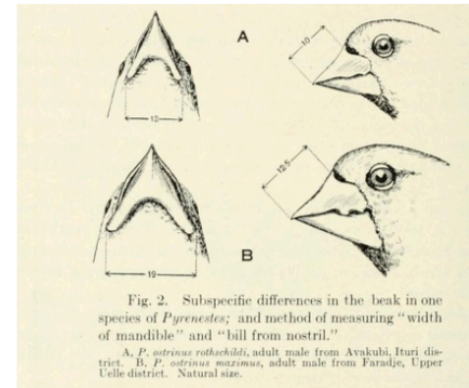 A
10
12
12.5
19
B
Fig. 2. Subspecific differences in the beak in one
species of Pyrenestes; and method of measuring “width
of mandible” and “bill from nostril.”
A, P. ostrinus rothschildi, adult male from Avakubi, Ituri dis-
trict. B, P. ostrinus maximus, adult male from Faradje, Upper
Uelle district. Natural size.